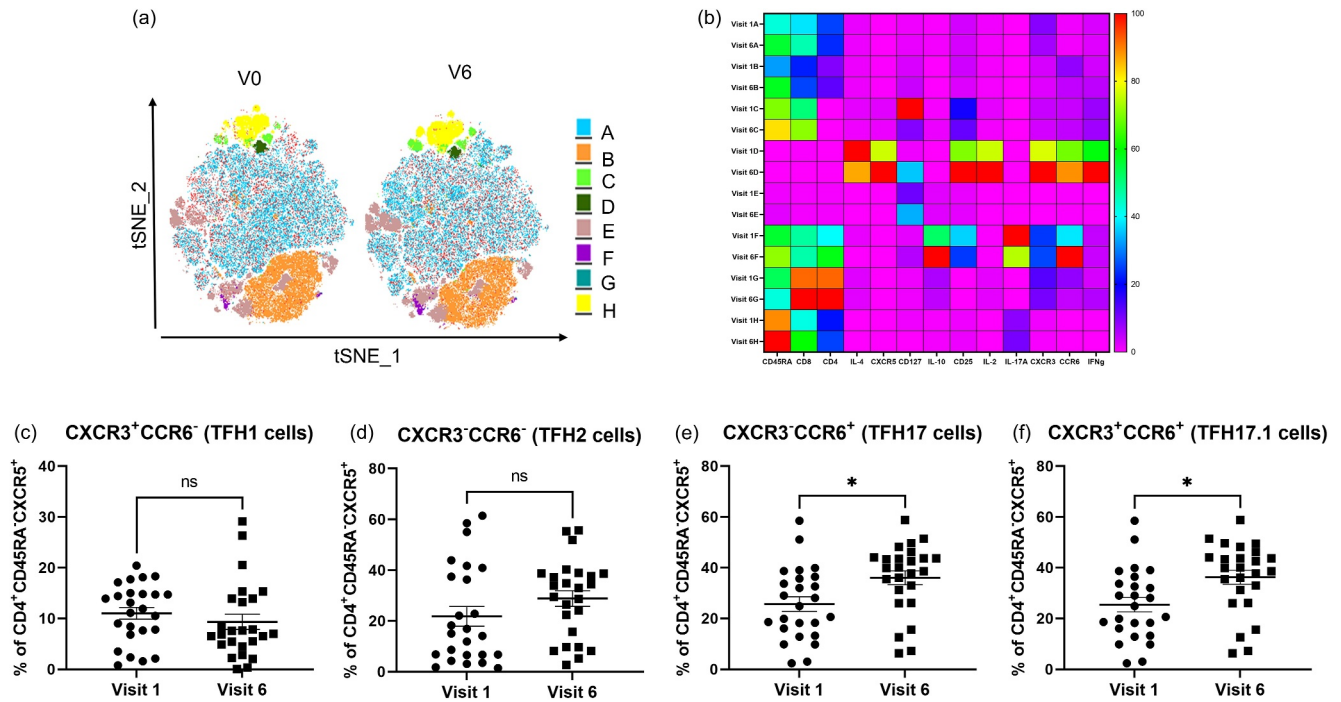 (a)
V0
V6
tSNE_2
tSNE_1
A
B
C
D
E
F
G
H
(b)
Visit 1A
Visit 6A
Visit 1B
Visit 6B
Visit 1C
Visit 6C
Visit 1D
Visit 6D
Visit 1E
Visit 6E
Visit 1F
Visit 6F
Visit 1G
Visit 6G
Visit 1H
Visit 6H
CD45RA CD8 CD4 IL-4 CXCR5 CD127 IL-10 CD25 IL-2 IL-17A CXCR3 CCR6 IFNg
100
80
60
40
20
0
(c) CXCR3⁺CCR6⁻ (TFH1 cells)
% of CD4⁺CD45RA⁻CXCR5⁺
40
30
20
10
0
ns
Visit 1 Visit 6
(d) CXCR3⁻CCR6⁻ (TFH2 cells)
% of CD4⁺CD45RA⁻CXCR5⁺
80
60
40
20
0
ns
Visit 1 Visit 6
(e) CXCR3⁻CCR6⁺ (TFH17 cells)
% of CD4⁺CD45RA⁻CXCR5⁺
80
60
40
20
0
*
Visit 1 Visit 6
(f) CXCR3⁺CCR6⁺ (TFH17.1 cells)
% of CD4⁺CD45RA⁻CXCR5⁺
80
60
40
20
0
*
Visit 1 Visit 6